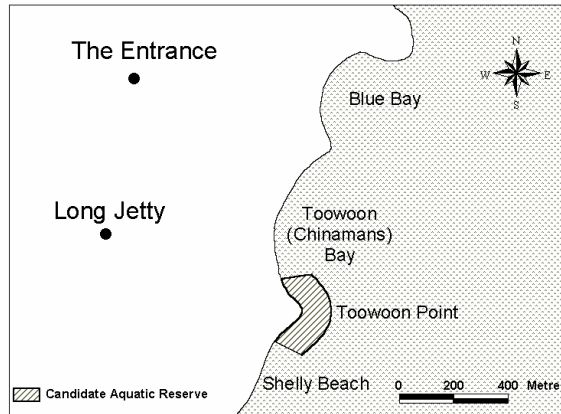 The Entrance
N
W E
S
Blue Bay
Long Jetty
Toowoon
(Chinamans)
Bay
Toowoon Point
Shelly Beach
0 200 400 Metre
Candidate Aquatic Reserve